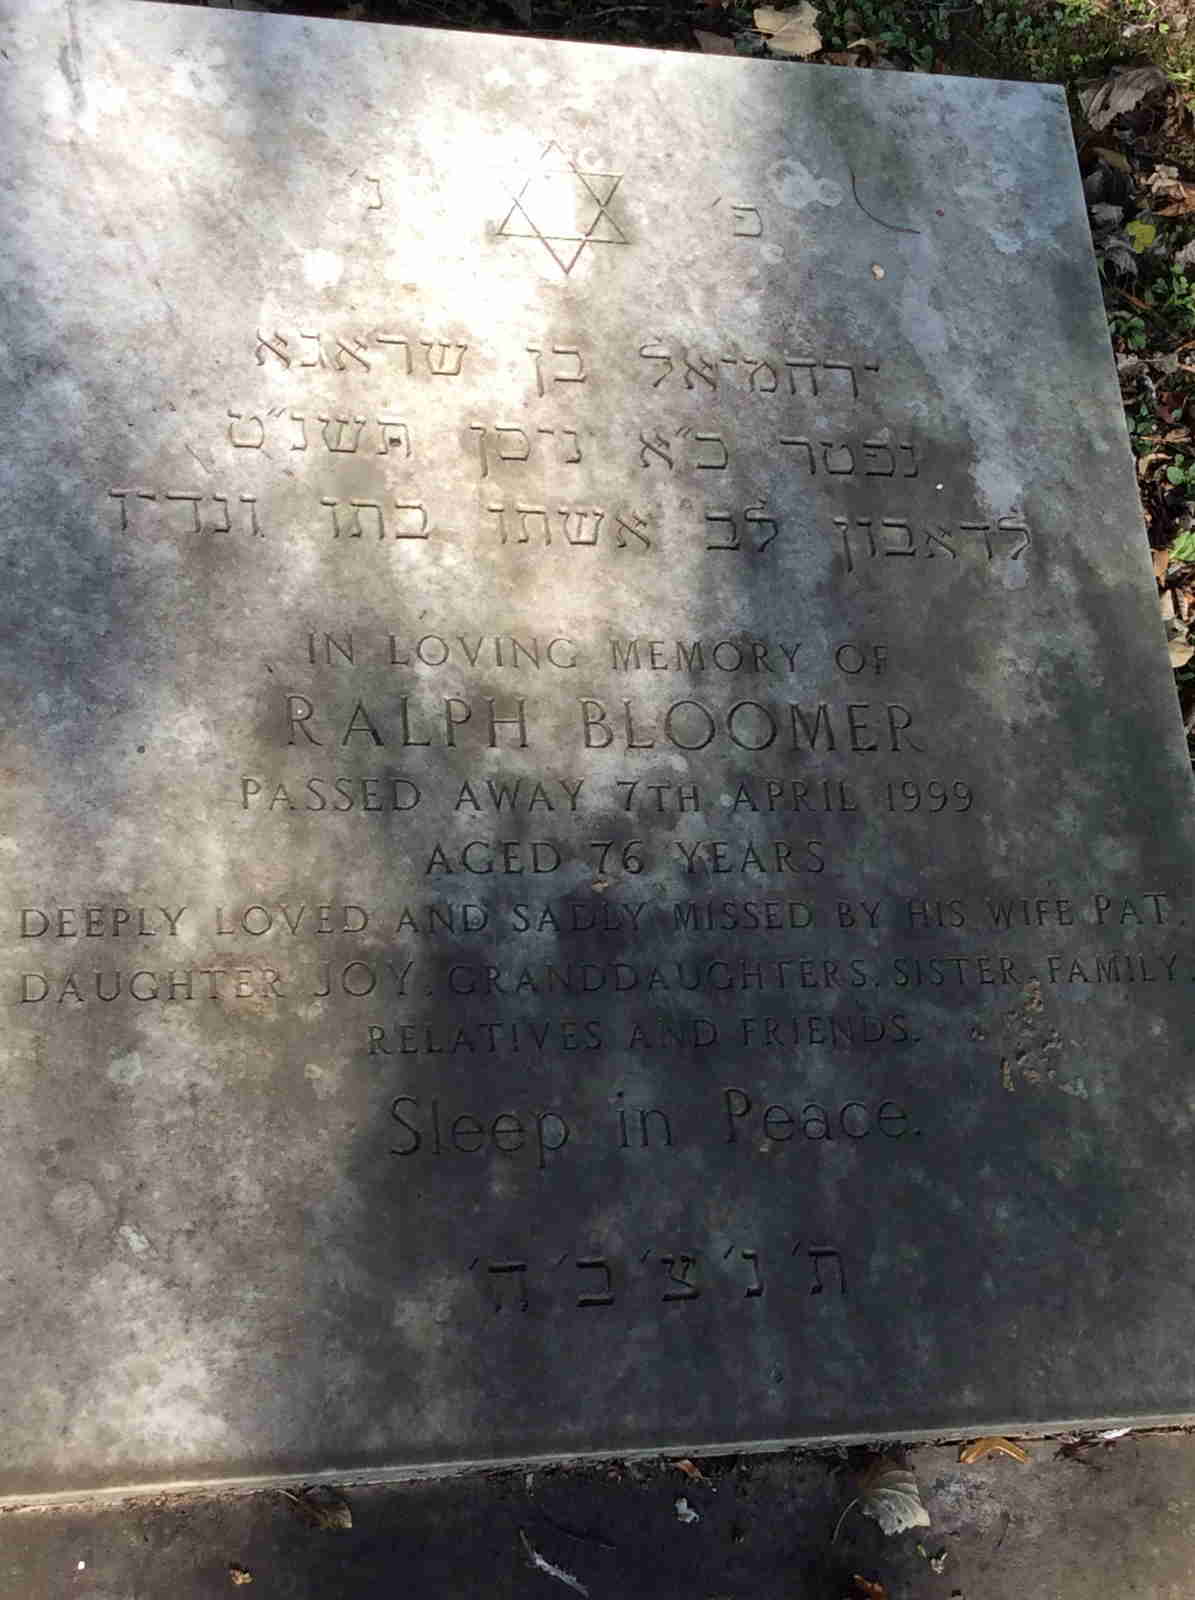 פ׳ נ׳
ירחמיאל בן שראגא
נפטר כ״א ניסן תשנ״ט
לדאבון לב אשתו בתו ונדיו
IN LOVING MEMORY OF
RALPH BLOOMER
PASSED AWAY 7TH APRIL 1999
AGED 76 YEARS
DEEPLY LOVED AND SADLY MISSED BY HIS WIFE PAT,
DAUGHTER JOY, GRANDDAUGHTERS, SISTER, FAMILY,
RELATIVES AND FRIENDS.
Sleep in Peace.
ת׳ נ׳ צ׳ ב׳ ה׳